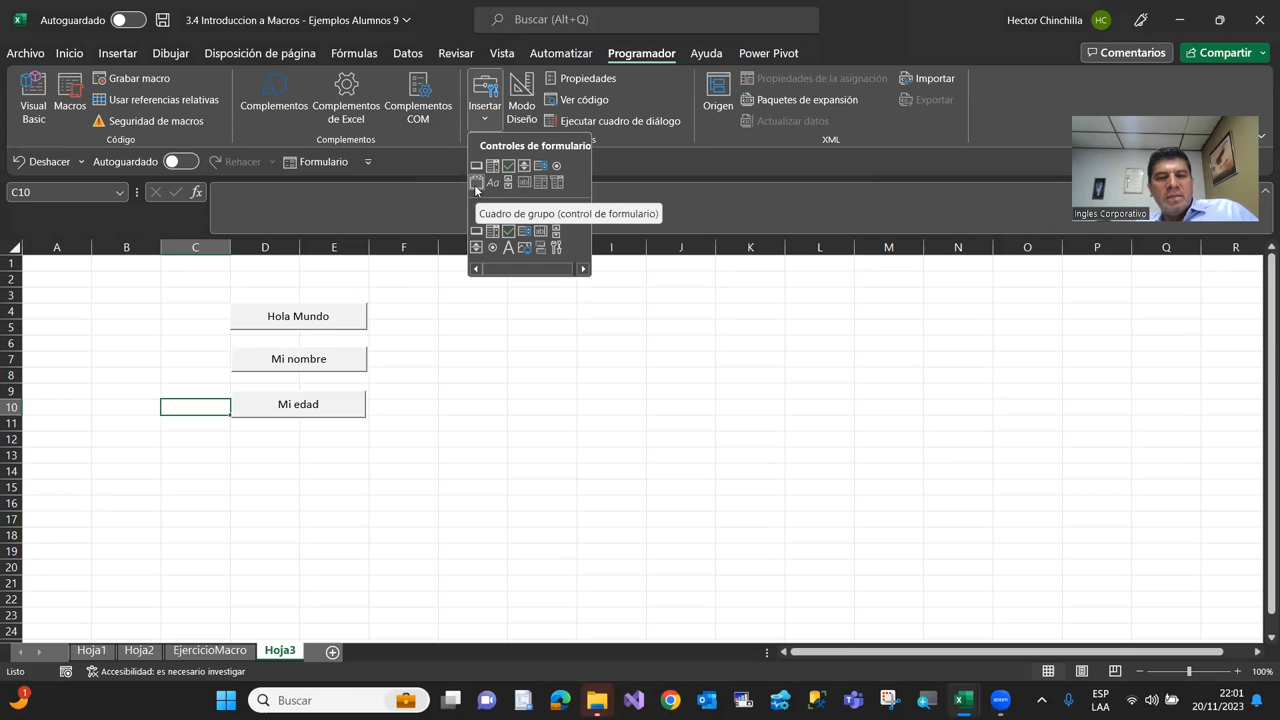 Autoguardado
3.4 Introduccion a Macros - Ejemplos Alumnos 9
Buscar (Alt+Q)
Hector Chinchilla
HC
Archivo
Inicio
Insertar
Dibujar
Disposición de página
Fórmulas
Datos
Revisar
Vista
Automatizar
Programador
Ayuda
Power Pivot
Comentarios
Compartir
Visual
Basic
Macros
Grabar macro
Usar referencias relativas
Seguridad de macros
Código
Complementos
Complementos
de Excel
Complementos
COM
Complementos
Insertar
Modo
Diseño
Propiedades
Ver código
Ejecutar cuadro de diálogo
Origen
Propiedades de la asignación
Paquetes de expansión
Actualizar datos
Importar
Exportar
XML
Controles de formulario
Cuadro de grupo (control de formulario)
Deshacer
Autoguardado
Rehacer
Formulario
C10
fx
Ingles Corporativo
A B C D E F I J K L M N O P Q R
1
2
3
4
5
6
7
8
9
10
11
12
13
14
15
16
17
18
19
20
21
22
23
24
Hola Mundo
Mi nombre
Mi edad
Hoja1
Hoja2
EjercicioMacro
Hoja3
Listo
Accesibilidad: es necesario investigar
100%
1
Buscar
zoom
ESP
LAA
22:01
20/11/2023